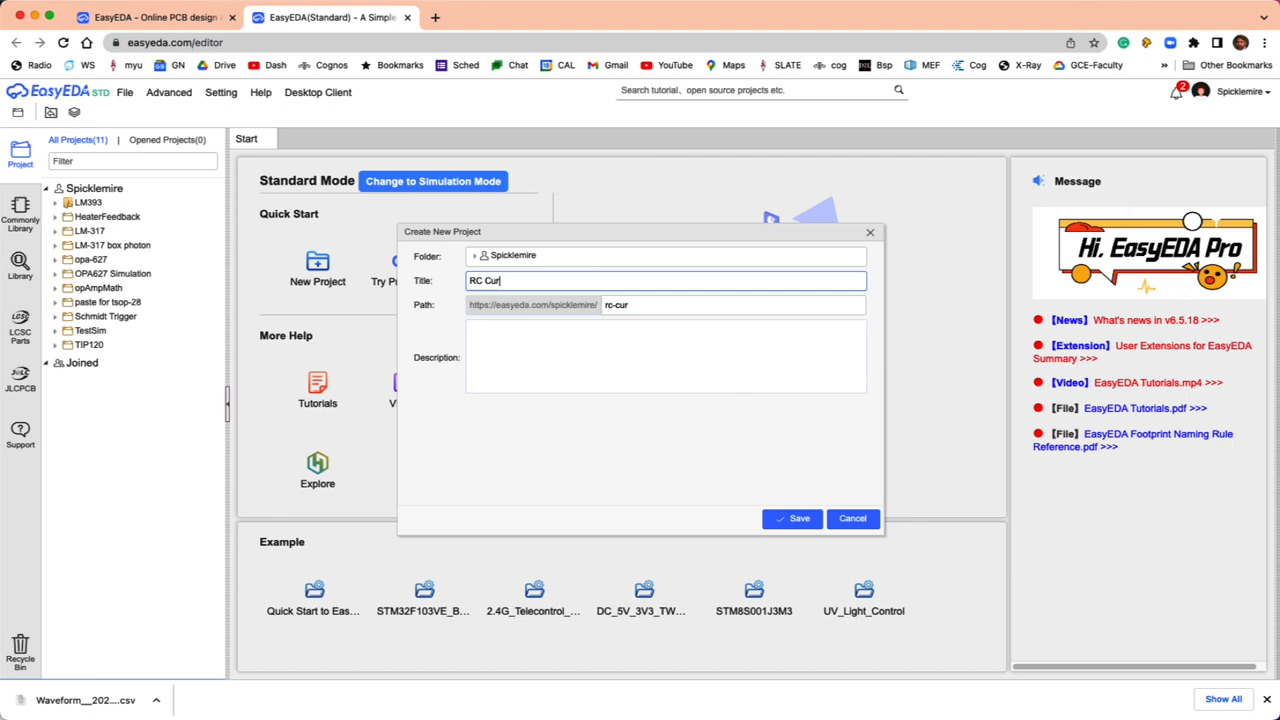 EasyEDA - Online PCB design
EasyEDA(Standard) - A Simple
easyeda.com/editor
Radio WS myu GN Drive Dash Cognos Bookmarks Sched Chat CAL Gmail YouTube Maps SLATE cog Bsp MEF Cog X-Ray GCE-Faculty » Other Bookmarks
EasyEDA STD File Advanced Setting Help Desktop Client
Search tutorial、open source projects etc.
2
Spicklemire
All Projects(11) | Opened Projects(0)
Start
Project
Filter
Commonly
Library
Library
LCSC
Parts
JLCPCB
Support
Recycle
Bin
Spicklemire
LM393
HeaterFeedback
LM-317
LM-317 box photon
opa-627
OPA627 Simulation
opAmpMath
paste for tsop-28
Schmidt Trigger
TestSim
TIP120
Joined
Standard Mode
Change to Simulation Mode
Quick Start
New Project
Try P
More Help
Tutorials
V
Explore
Create New Project
Folder: Spicklemire
Title: RC Cur
Path: https://easyeda.com/spicklemire/ rc-cur
Description:
Save
Cancel
Example
Quick Start to Eas...
STM32F103VE_B...
2.4G_Telecontrol_...
DC_5V_3V3_TW...
STM8S001J3M3
UV_Light_Control
Message
Hi. EasyEDA Pro
【News】 What's news in v6.5.18 >>>
【Extension】 User Extensions for EasyEDA
Summary >>>
【Video】 EasyEDA Tutorials.mp4 >>>
【File】 EasyEDA Tutorials.pdf >>>
【File】 EasyEDA Footprint Naming Rule
Reference.pdf >>>
Waveform__202....csv
Show All